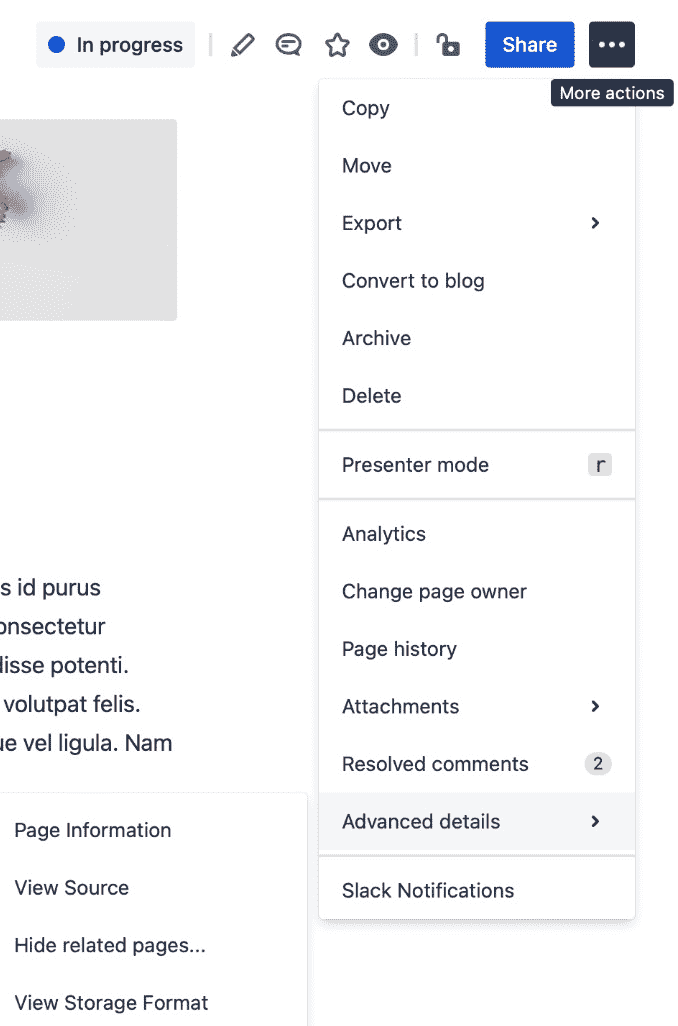 In progress
Share
More actions
Copy
Move
Export
Convert to blog
Archive
Delete
Presenter mode r
Analytics
Change page owner
Page history
Attachments
Resolved comments 2
Advanced details
Slack Notifications
s id purus
onsectetur
disse potenti.
volutpat felis.
ue vel ligula. Nam
Page Information
View Source
Hide related pages...
View Storage Format